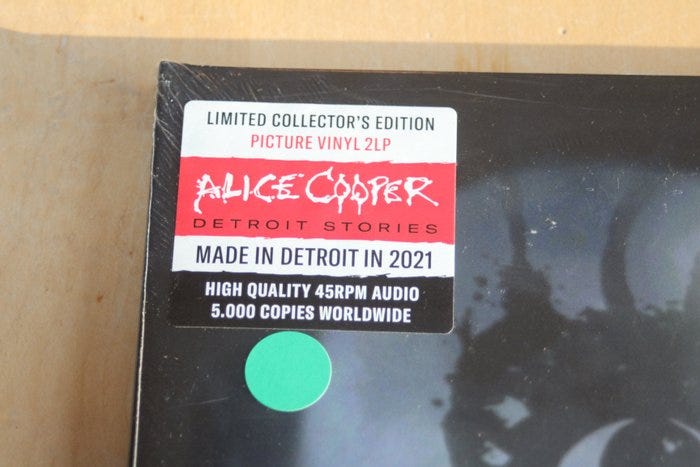 LIMITED COLLECTOR'S EDITION
PICTURE VINYL 2LP
ALICE COOPER
DETROIT STORIES
MADE IN DETROIT IN 2021
HIGH QUALITY 45RPM AUDIO
5.000 COPIES WORLDWIDE